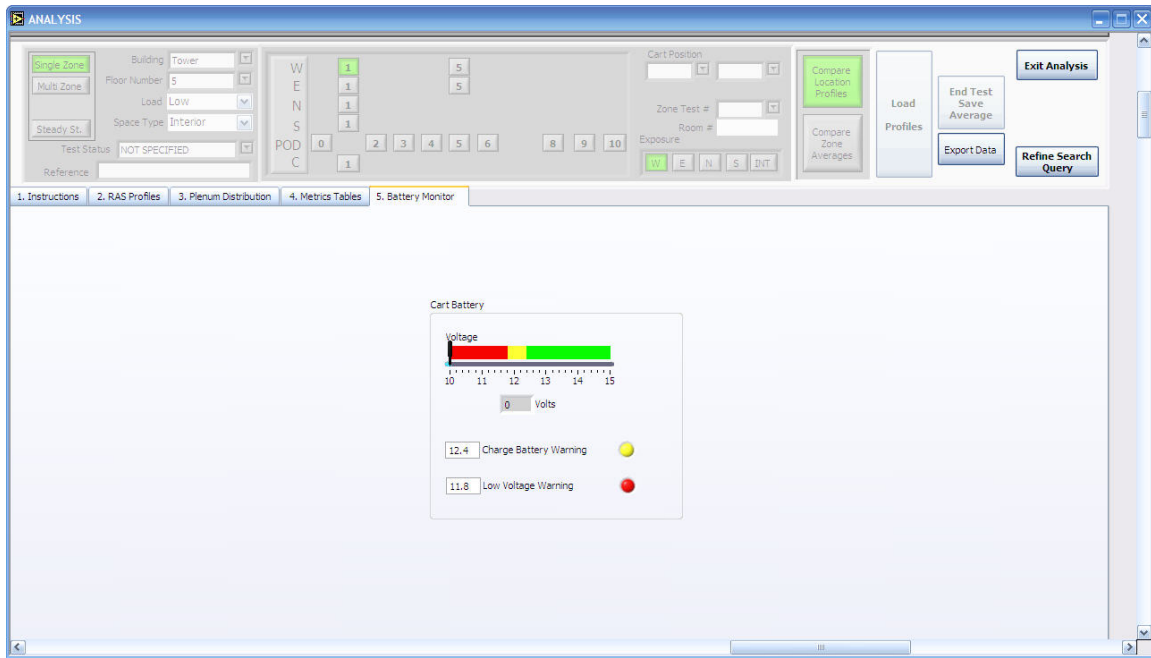 ANALYSIS
Single Zone
Multi Zone
Steady St.
Building Tower
Floor Number 5
Load Low
Space Type Interior
Test Status NOT SPECIFIED
Reference
W 1 5
E 1 5
N 1
S 1
POD 0 2 3 4 5 6 8 9 10
C 1
Cart Position
Zone Test #
Room #
Exposure
W E N S INT
Compare
Location
Profiles
Compare
Zone
Averages
Load
Profiles
End Test
Save
Average
Export Data
Exit Analysis
Refine Search
Query
1. Instructions 2. RAS Profiles 3. Plenum Distribution 4. Metrics Tables 5. Battery Monitor
Cart Battery
Voltage
10 11 12 13 14 15
0 Volts
12.4 Charge Battery Warning
11.8 Low Voltage Warning